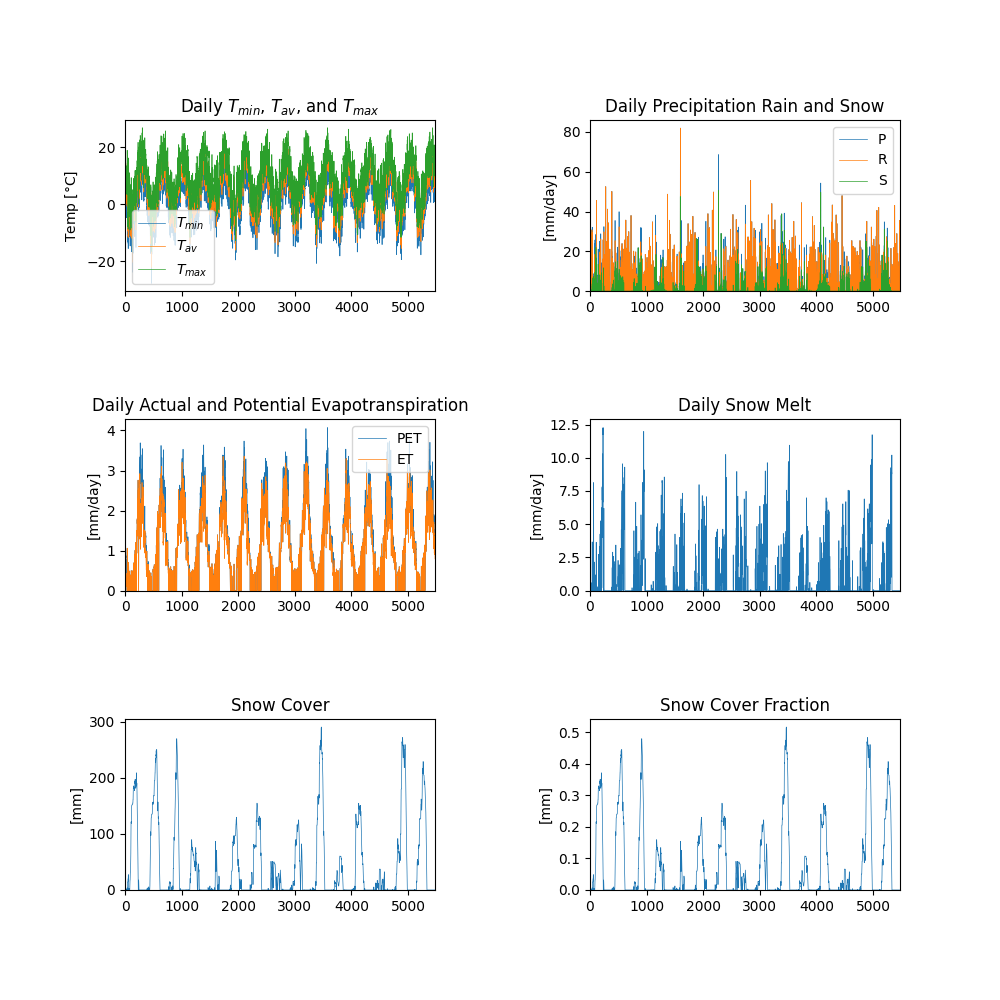 Daily T_min, T_av, and T_max
Temp [°C]
20
0
−20
T_min
T_av
T_max
0 1000 2000 3000 4000 5000
Daily Precipitation Rain and Snow
[mm/day]
80
60
40
20
0
P
R
S
0 1000 2000 3000 4000 5000
Daily Actual and Potential Evapotranspiration
[mm/day]
4
3
2
1
0
PET
ET
0 1000 2000 3000 4000 5000
Daily Snow Melt
[mm/day]
12.5
10.0
7.5
5.0
2.5
0.0
0 1000 2000 3000 4000 5000
Snow Cover
[mm]
300
200
100
0
0 1000 2000 3000 4000 5000
Snow Cover Fraction
[mm]
0.5
0.4
0.3
0.2
0.1
0.0
0 1000 2000 3000 4000 5000